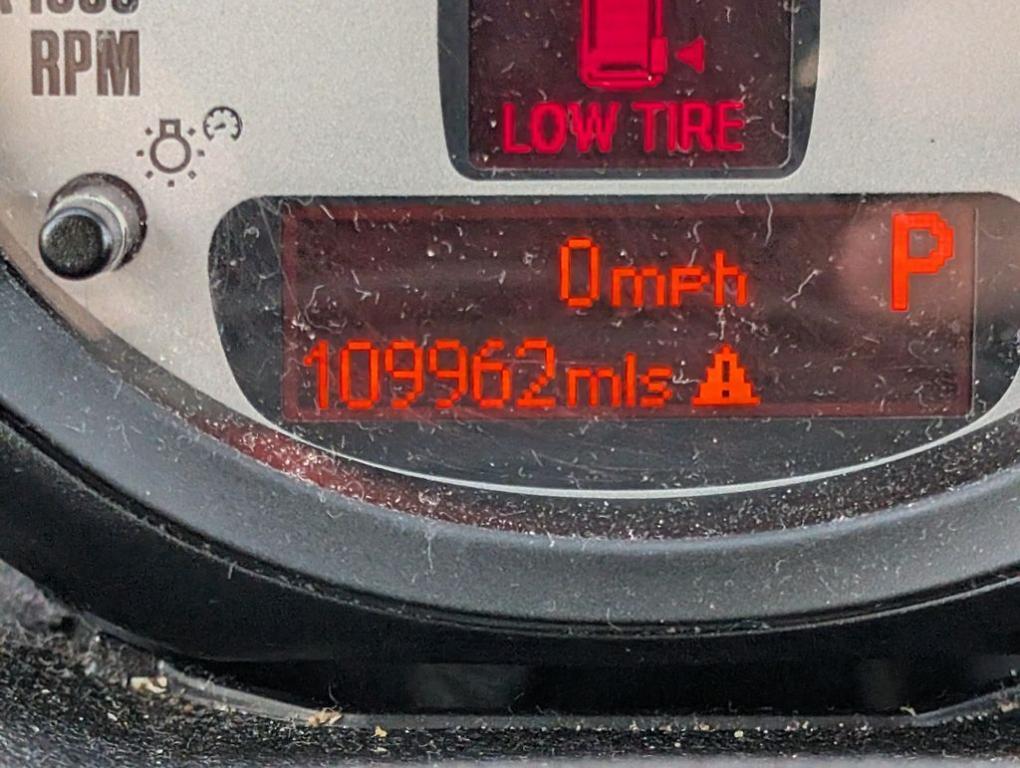 RPM
LOW TIRE
0mph
P
109962mls